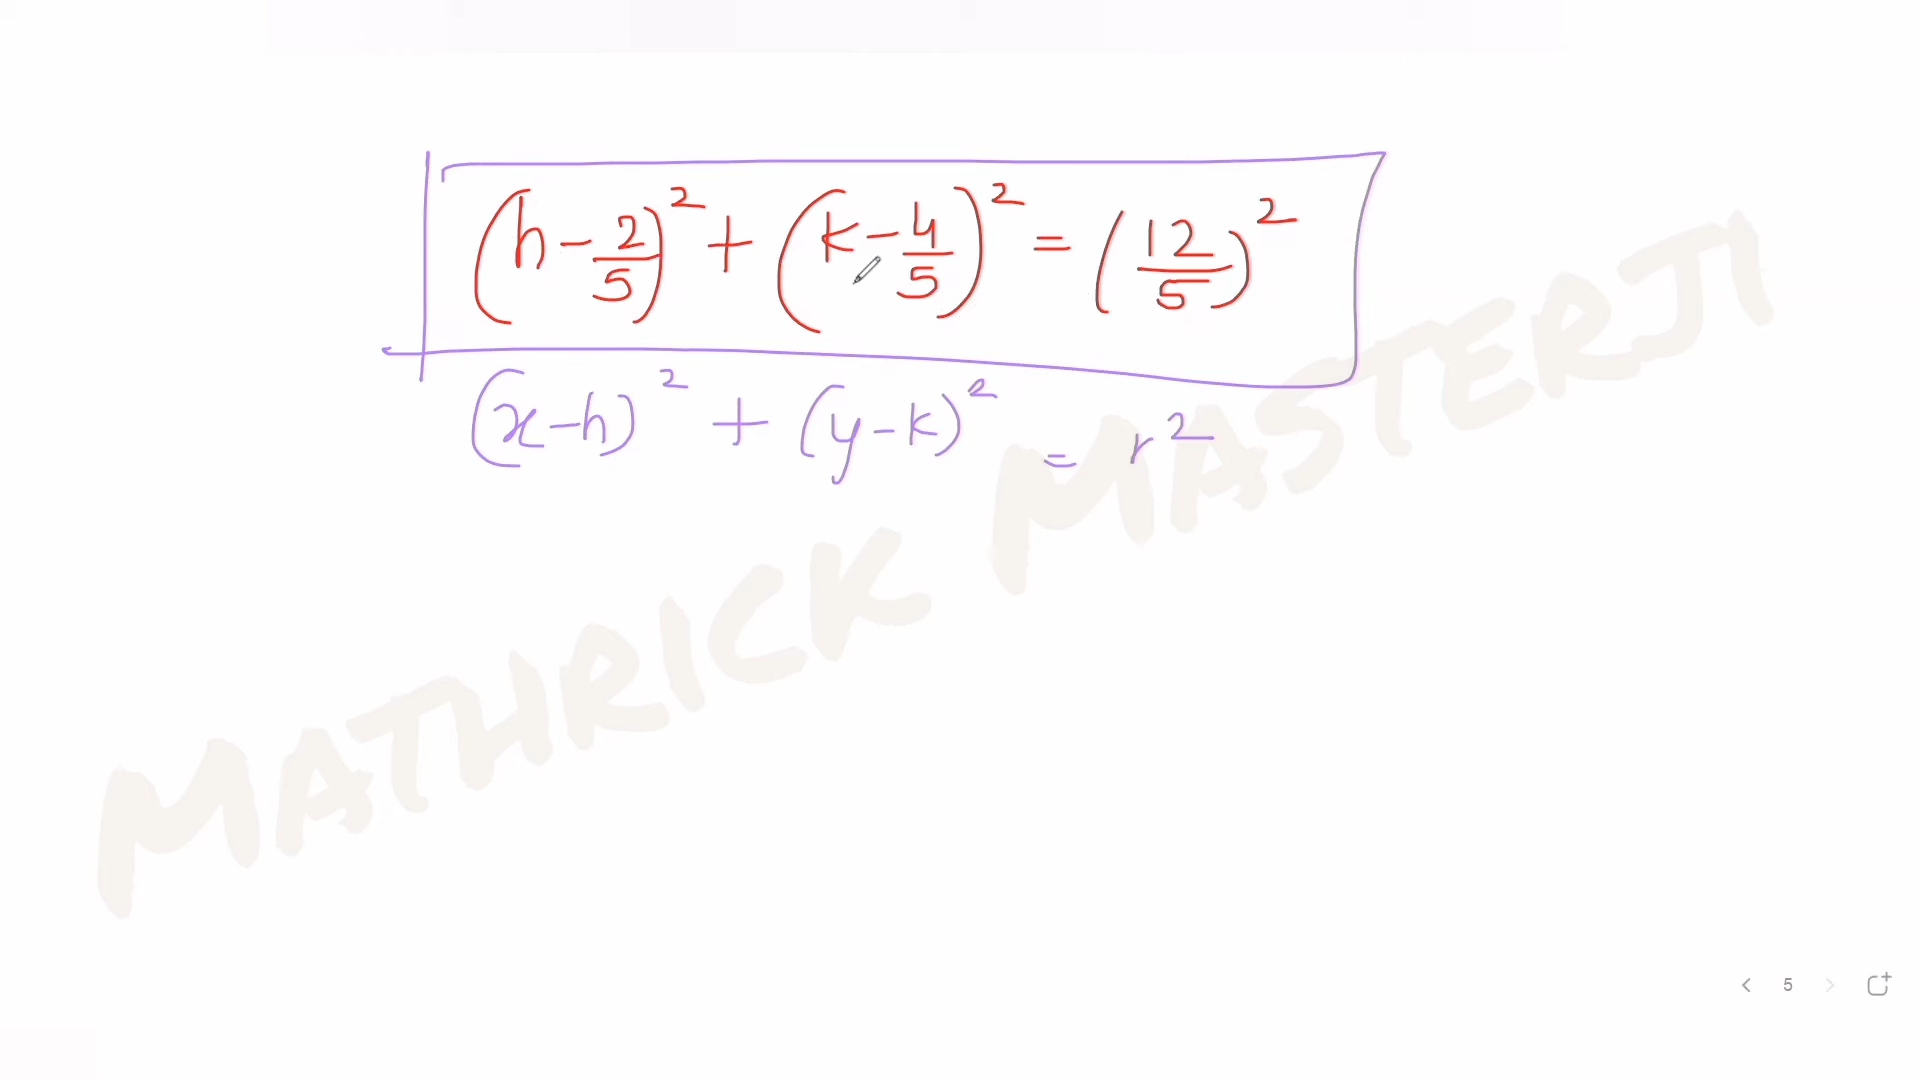 (h - 2/5)² + (k - 4/5)² = (12/5)²
(x - h)² + (y - k)² = r²
MATHRICK MASTERJI
5